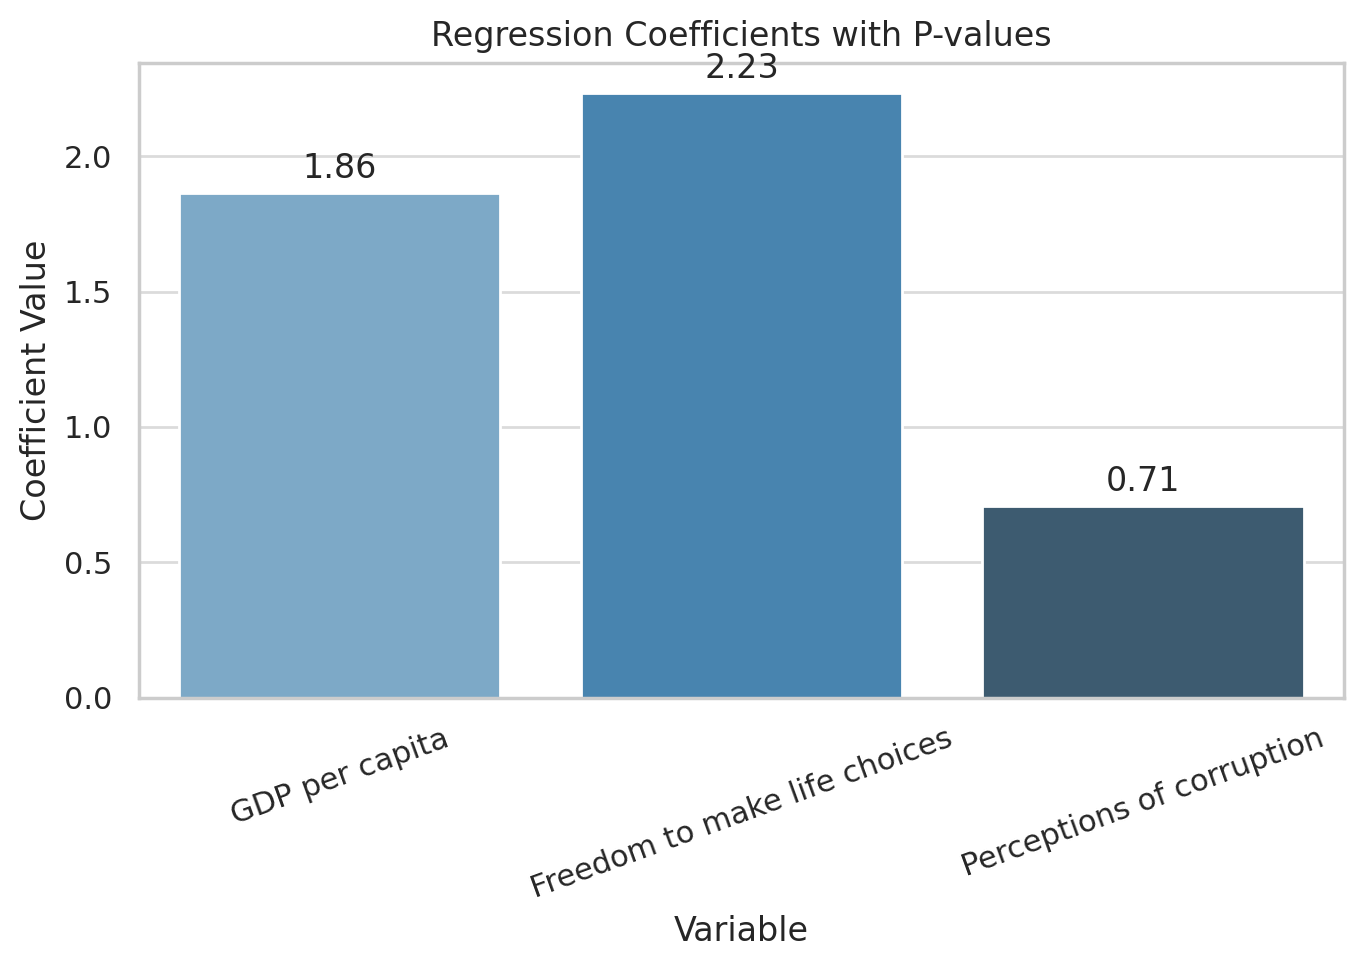 Regression Coefficients with P-values
2.23
1.86
0.71
Coefficient Value
2.0
1.5
1.0
0.5
0.0
GDP per capita
Freedom to make life choices
Perceptions of corruption
Variable